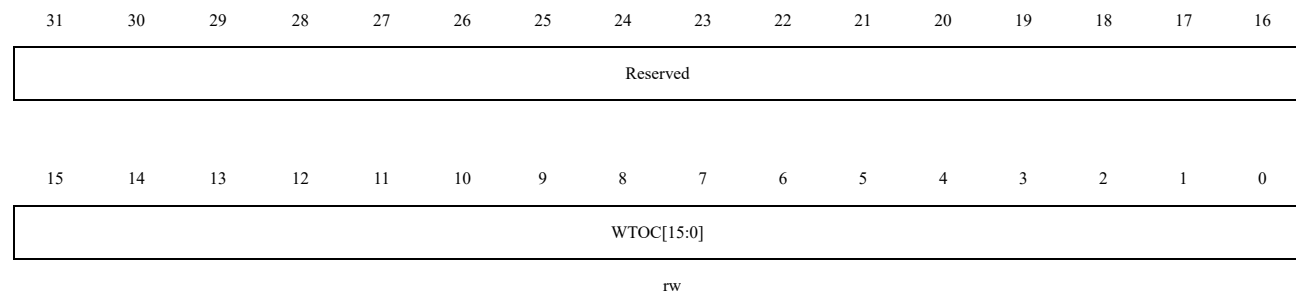 31 30 29 28 27 26 25 24 23 22 21 20 19 18 17 16
Reserved
15 14 13 12 11 10 9 8 7 6 5 4 3 2 1 0
WTOC[15:0]
rw